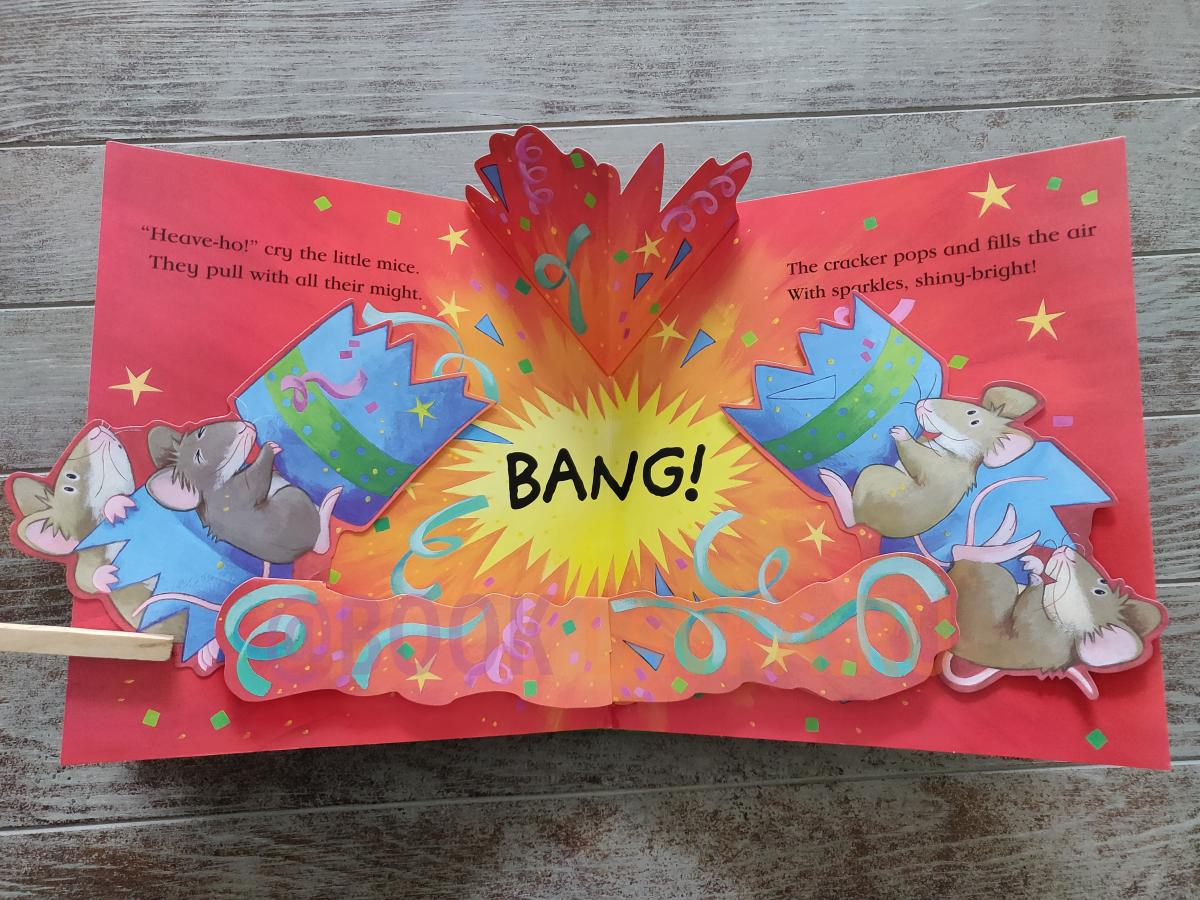 “Heave-ho!” cry the little mice.
They pull with all their might.
The cracker pops and fills the air
With sparkles, shiny-bright!
BANG!
@BOOK